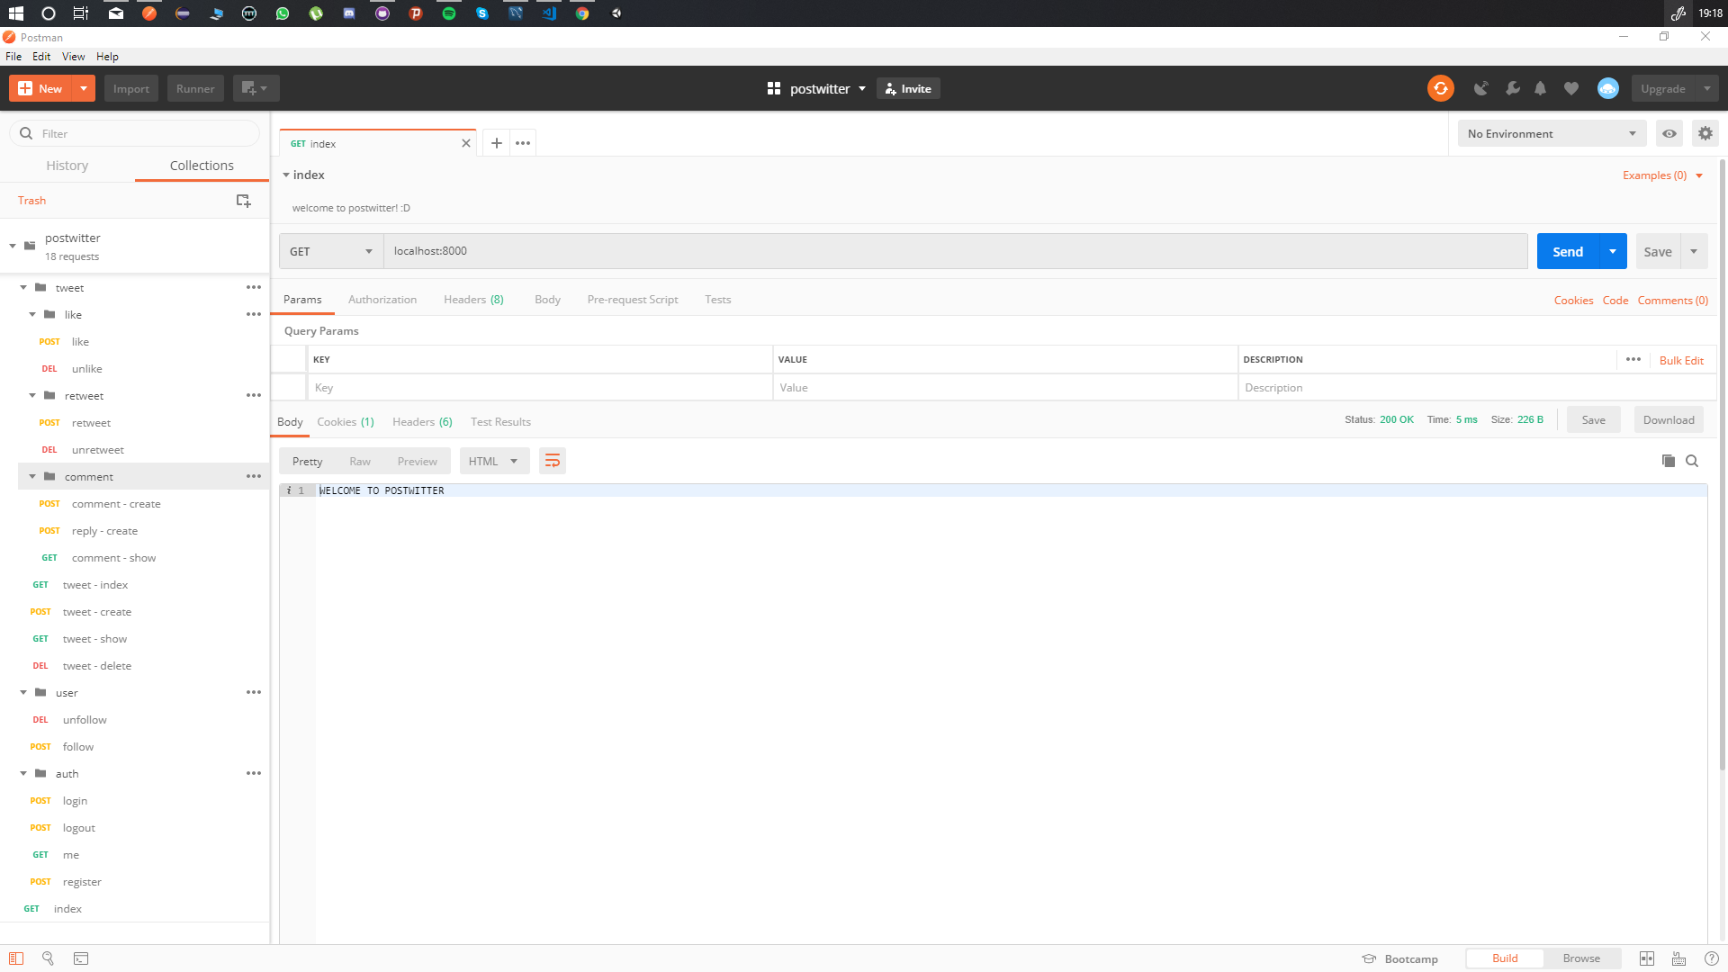 19:18
Postman
File Edit View Help
New Import Runner postwitter Invite Upgrade
Filter
History Collections
Trash
postwitter
18 requests
tweet
like
POST like
DEL unlike
retweet
POST retweet
DEL unretweet
comment
POST comment - create
POST reply - create
GET comment - show
GET tweet - index
POST tweet - create
GET tweet - show
DEL tweet - delete
user
DEL unfollow
POST follow
auth
POST login
POST logout
GET me
POST register
GET index
GET index
No Environment
index
Examples (0)
welcome to postwitter! :D
GET localhost:8000 Send Save
Params Authorization Headers (8) Body Pre-request Script Tests Cookies Code Comments (0)
Query Params
KEY VALUE DESCRIPTION Bulk Edit
Key Value Description
Body Cookies (1) Headers (6) Test Results Status: 200 OK Time: 5 ms Size: 226 B Save Download
Pretty Raw Preview HTML
i 1 WELCOME TO POSTWITTER
Bootcamp Build Browse